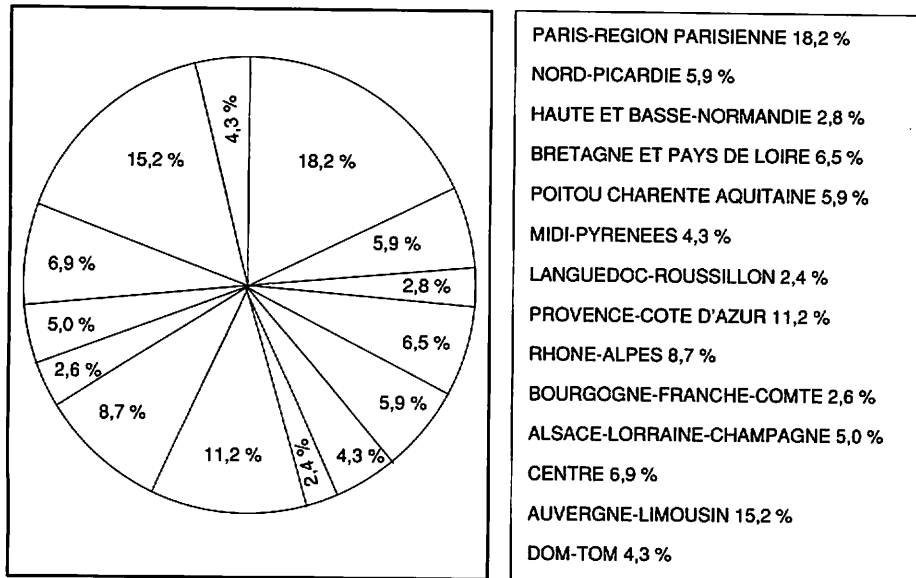 4,3 %
18,2 %
15,2 %
5,9 %
6,9 %
2,8 %
5,0 %
6,5 %
2,6 %
5,9 %
8,7 %
11,2 %
2,4 %
4,3 %
PARIS-REGION PARISIENNE 18,2 %
NORD-PICARDIE 5,9 %
HAUTE ET BASSE-NORMANDIE 2,8 %
BRETAGNE ET PAYS DE LOIRE 6,5 %
POITOU CHARENTE AQUITAINE 5,9 %
MIDI-PYRENEES 4,3 %
LANGUEDOC-ROUSSILLON 2,4 %
PROVENCE-COTE D'AZUR 11,2 %
RHONE-ALPES 8,7 %
BOURGOGNE-FRANCHE-COMTE 2,6 %
ALSACE-LORRAINE-CHAMPAGNE 5,0 %
CENTRE 6,9 %
AUVERGNE-LIMOUSIN 15,2 %
DOM-TOM 4,3 %